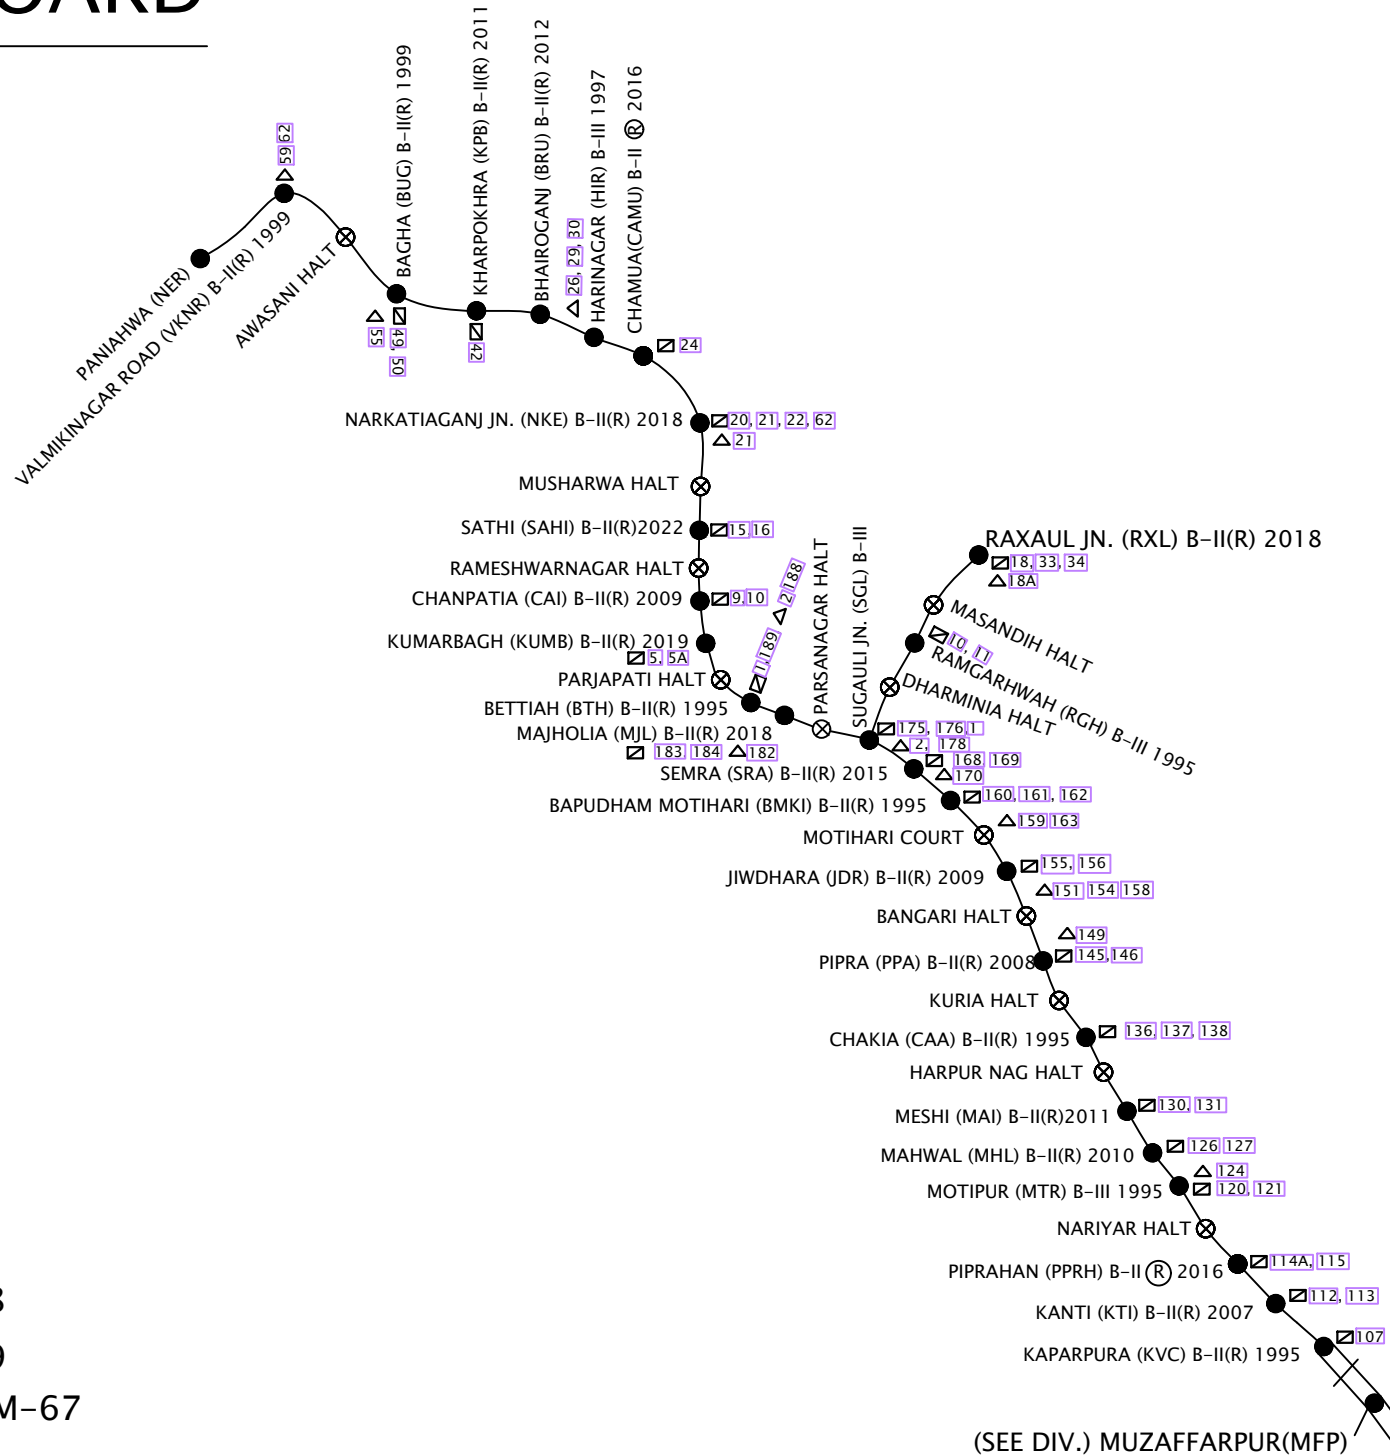 PANIAHWA (NER)
VALMIKINAGAR ROAD (VKNR) B-II(R) 1999
59 62
AWASANI HALT
BAGHA (BUG) B-II(R) 1999
55
49, 50
KHARPOKHRA (KPB) B-II(R) 2011
42
BHAIROGANJ (BRU) B-II(R) 2012
26, 29, 30
HARINAGAR (HIR) B-III 1997
CHAMUA(CAMU) B-II (R) 2016
24
NARKATIAGANJ JN. (NKE) B-II(R) 2018
20, 21, 22, 62
21
MUSHARWA HALT
SATHI (SAHI) B-II(R)2022
15 16
RAMESHWARNAGAR HALT
CHANPATIA (CAI) B-II(R) 2009
9,10
KUMARBAGH (KUMB) B-II(R) 2019
5, 5A
PARJAPATI HALT
BETTIAH (BTH) B-II(R) 1995
1,189
2 188
MAJHOLIA (MJL) B-II(R) 2018
183 184
182
PARSANAGAR HALT
SUGAULI JN. (SGL) B-III
175, 176,1
2, 178
RAXAUL JN. (RXL) B-II(R) 2018
18, 33, 34
18A
MASANDIH HALT
10, 11
RAMGARHWAH (RGH) B-III 1995
DHARMINIA HALT
SEMRA (SRA) B-II(R) 2015
168 169
170
BAPUDHAM MOTIHARI (BMKI) B-II(R) 1995
160, 161, 162
159 163
MOTIHARI COURT
JIWDHARA (JDR) B-II(R) 2009
155, 156
151 154 158
BANGARI HALT
149
PIPRA (PPA) B-II(R) 2008
145,146
KURIA HALT
CHAKIA (CAA) B-II(R) 1995
136, 137, 138
HARPUR NAG HALT
MESHI (MAI) B-II(R)2011
130, 131
MAHWAL (MHL) B-II(R) 2010
126 127
124
MOTIPUR (MTR) B-III 1995
120, 121
NARIYAR HALT
PIPRAHAN (PPRH) B-II (R) 2016
114A, 115
KANTI (KTI) B-II(R) 2007
112, 113
KAPARPURA (KVC) B-II(R) 1995
107
M-67
(SEE DIV.) MUZAFFARPUR(MFP)